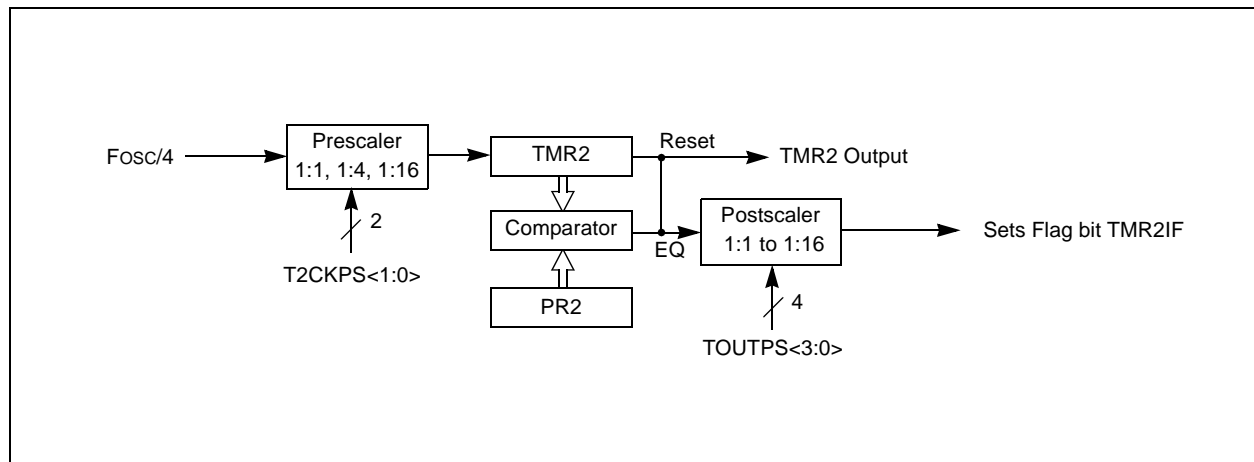 FOSC/4
Prescaler
1:1, 1:4, 1:16
2
T2CKPS<1:0>
TMR2
Reset
TMR2 Output
Comparator
EQ
PR2
Postscaler
1:1 to 1:16
4
TOUTPS<3:0>
Sets Flag bit TMR2IF